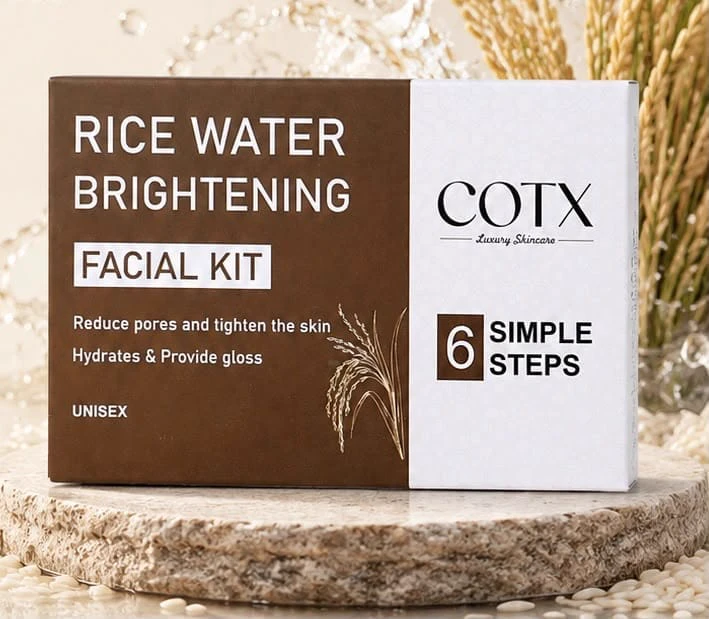 RICE WATER
BRIGHTENING
FACIAL KIT
Reduce pores and tighten the skin
Hydrates & Provide gloss
UNISEX
COTX
Luxury Skincare
6 SIMPLE
STEPS